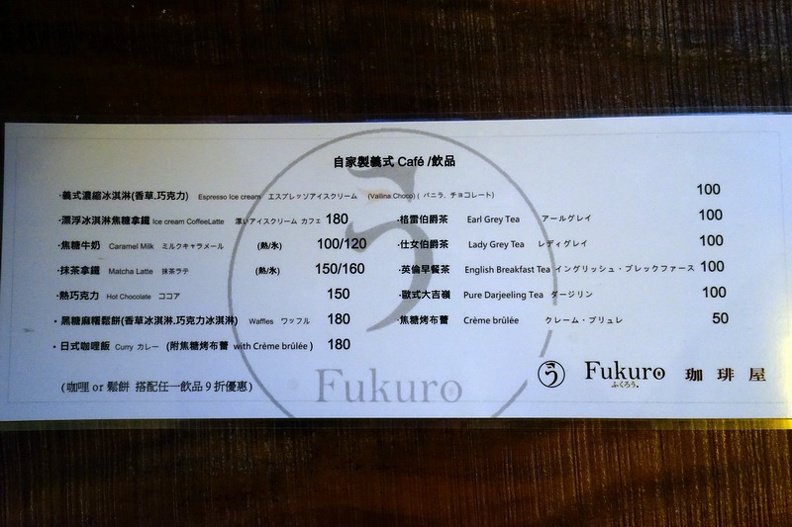 自家製義式 Café /飲品
·義式濃縮冰淇淋(香草.巧克力) Espresso Ice cream エスプレッソアイスクリーム (Vallina.Choco) ( バニラ, チョコレート) 100
·漂浮冰淇淋焦糖拿鐵 Ice cream CoffeeLatte 漂いアイスクリーム カフェ 180
·焦糖牛奶 Caramel Milk ミルクキャラメール (熱/氷) 100/120
·抹茶拿鐵 Matcha Latte 抹茶ラテ (熱/氷) 150/160
·熱巧克力 Hot Chocolate ココア 150
·黑糖麻糬鬆餅(香草冰淇淋.巧克力冰淇淋) Waffles ワッフル 180
·日式咖哩飯 Curry カレー (附焦糖烤布蕾 with Crème brûlée ) 180
(咖哩 or 鬆餅 搭配任一飲品9折優惠)
·格雷伯爵茶 Earl Grey Tea アールグレイ 100
·仕女伯爵茶 Lady Grey Tea レディグレイ 100
·英倫早餐茶 English Breakfast Tea イングリッシュ・ブレックファース 100
·歐式大吉嶺 Pure Darjeeling Tea ダージリン 100
·焦糖烤布蕾 Crème brûlée クレーム・ブリュレ 50
う
Fukuro
う Fukuro 珈琲屋
ふくろう。